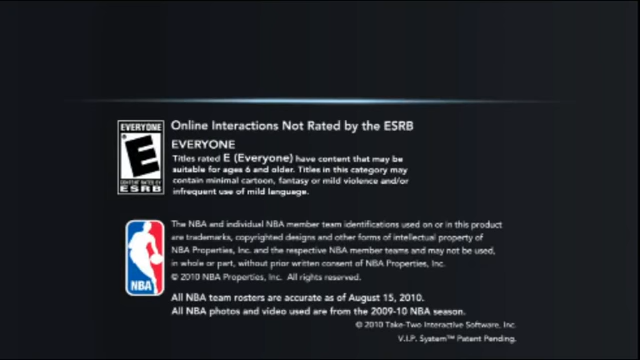 EVERYONE
E
CONTENT RATED BY
ESRB
Online Interactions Not Rated by the ESRB
EVERYONE
Titles rated E (Everyone) have content that may be
suitable for ages 6 and older. Titles in this category may
contain minimal cartoon, fantasy or mild violence and/or
infrequent use of mild language.
NBA
The NBA and individual NBA member team identifications used on or in this product
are trademarks, copyrighted designs and other forms of intellectual property of
NBA Properties, Inc. and the respective NBA member teams and may not be used,
in whole or part, without prior written consent of NBA Properties, Inc.
© 2010 NBA Properties, Inc. All rights reserved.
All NBA team rosters are accurate as of August 15, 2010.
All NBA photos and video used are from the 2009-10 NBA season.
© 2010 Take-Two Interactive Software, Inc.
V.I.P. System™ Patent Pending.